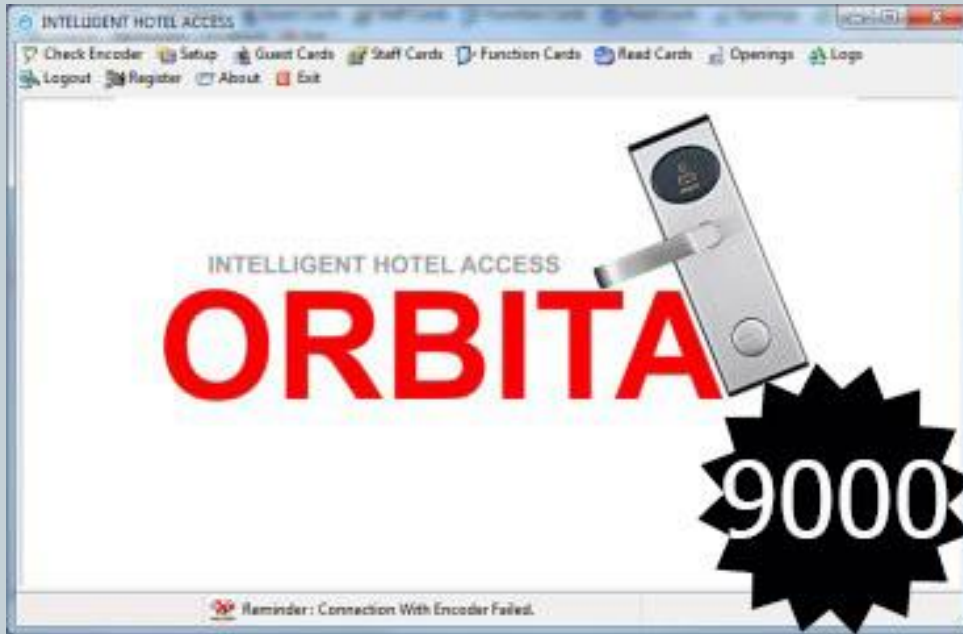 INTELLIGENT HOTEL ACCESS
Check Encoder Setup Guest Cards Staff Cards Function Cards Read Cards Openings Logs
Logout Register About Exit
INTELLIGENT HOTEL ACCESS
ORBITA
9000
Reminder : Connection With Encoder Failed.